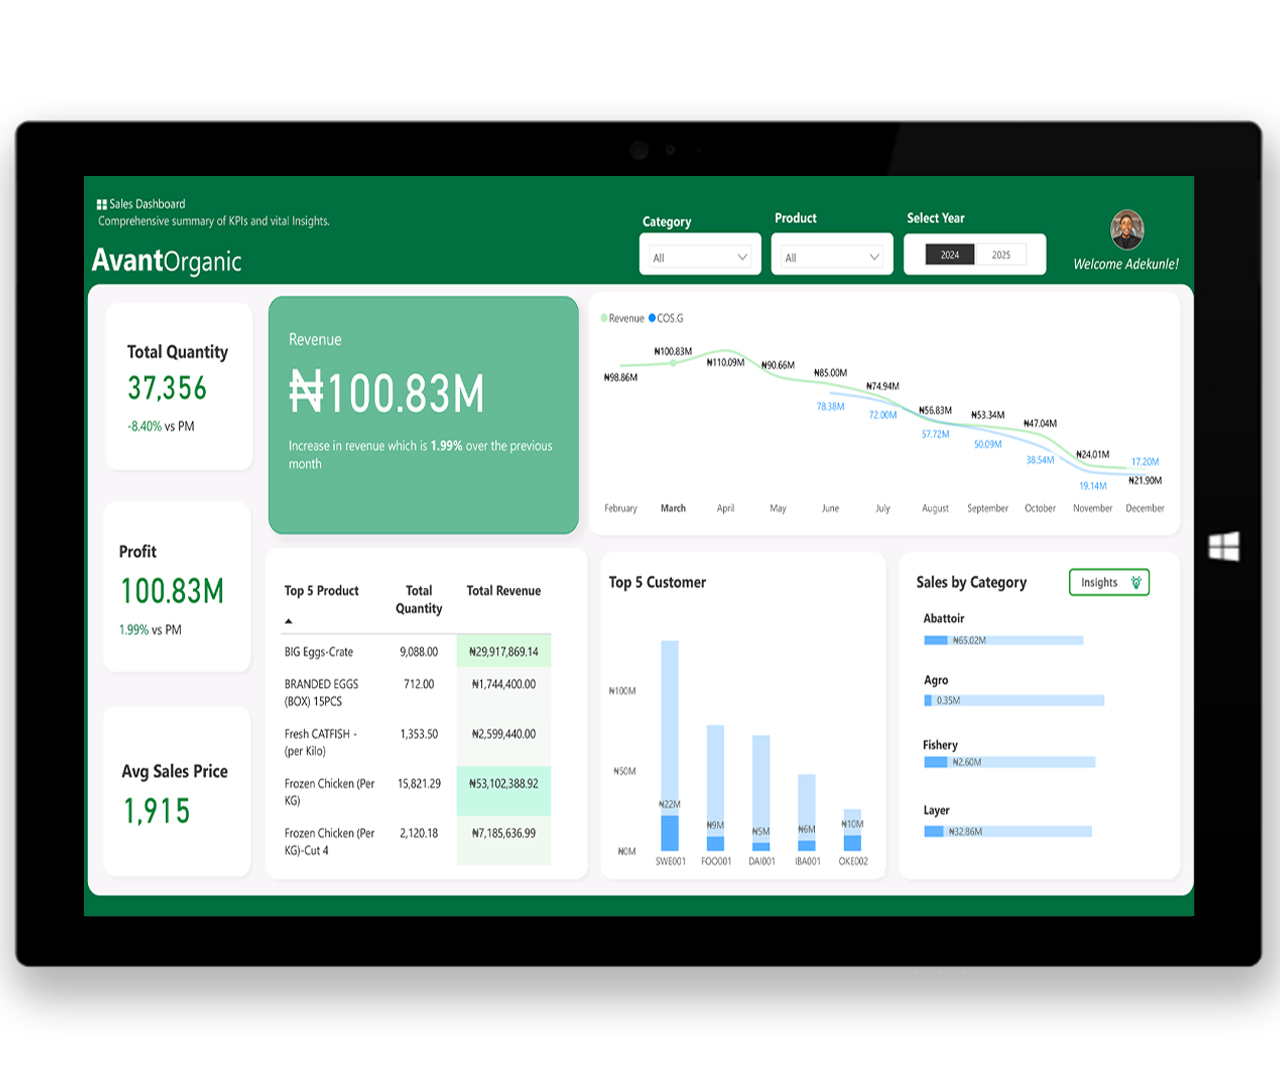 Sales Dashboard
Comprehensive summary of KPIs and vital Insights.
AvantOrganic
Category
All
Product
All
Select Year
2024
2025
Welcome Adekunle!
Total Quantity
37,356
-8.40% vs PM
Profit
100.83M
1.99% vs PM
Avg Sales Price
1,915
Revenue
₦100.83M
Increase in revenue which is 1.99% over the previous
month
Revenue
COS.G
₦98.86M
₦100.83M
₦110.09M
₦90.66M
₦85.00M
₦74.94M
₦56.83M
₦53.34M
₦47.04M
₦24.01M
₦21.90M
78.38M
72.00M
57.72M
50.09M
38.54M
19.14M
17.20M
February
March
April
May
June
July
August
September
October
November
December
Top 5 Product
Total
Quantity
Total Revenue
BIG Eggs-Crate
9,088.00
₦29,917,869.14
BRANDED EGGS
(BOX) 15PCS
712.00
₦1,744,400.00
Fresh CATFISH -
(per Kilo)
1,353.50
₦2,599,440.00
Frozen Chicken (Per
KG)
15,821.29
₦53,102,388.92
Frozen Chicken (Per
KG)-Cut 4
2,120.18
₦7,185,636.99
Top 5 Customer
₦100M
₦50M
₦0M
₦22M
₦9M
₦5M
₦6M
₦10M
SWE001
FOO001
DAI001
IBA001
OKE002
Sales by Category
Insights
Abattoir
₦65.02M
Agro
0.35M
Fishery
₦2.60M
Layer
₦32.86M